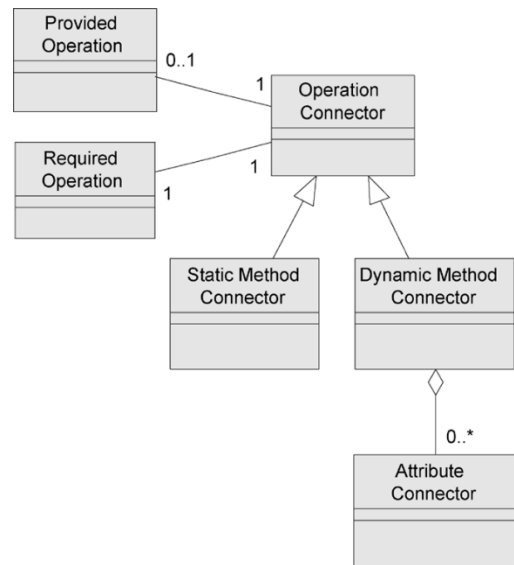 Provided
Operation
0..1
1
Operation
Connector
Required
Operation
1
1
Static Method
Connector
Dynamic Method
Connector
0..*
Attribute
Connector